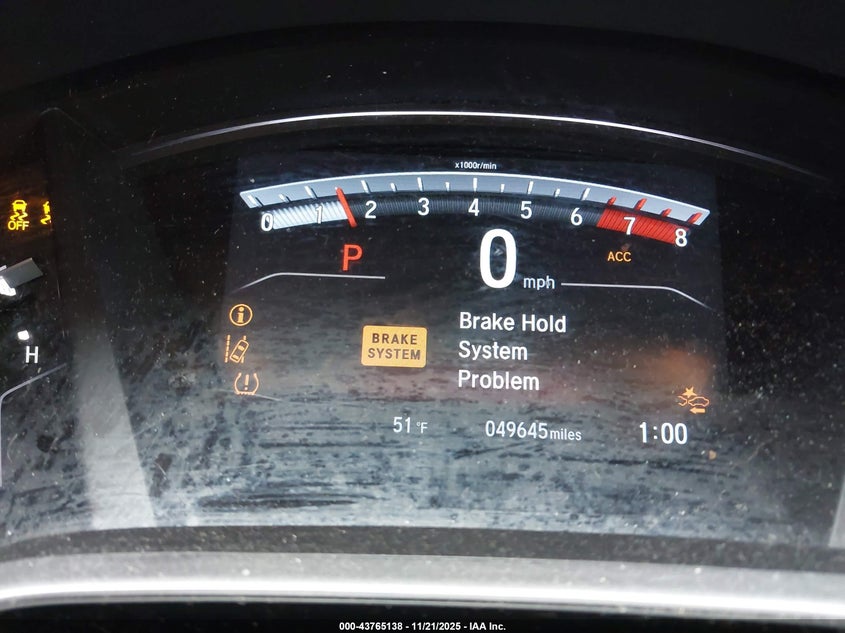 x1000r/min
0 1 2 3 4 5 6 7 8
OFF
P
0 mph
ACC
H
BRAKE
SYSTEM
Brake Hold
System
Problem
51 °F
049645 miles
1:00
000-43765138 - 11/21/2025 - IAA Inc.